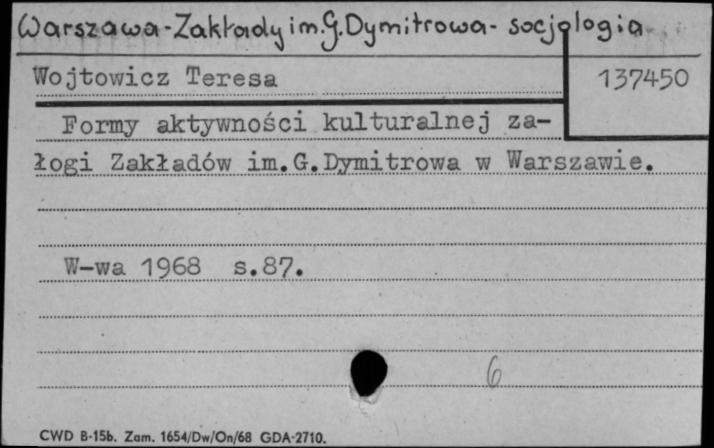 Warszawa-Zakłady im.G.Dymitrowa- socjologia
Wojtowicz Teresa
137450
Formy aktywności kulturalnej za-
łogi Zakładów im.G.Dymitrowa w Warszawie.
W-wa 1968 s.87.
6
CWD B-15b. Zam. 1654/Dw/On/68 GDA-2710.